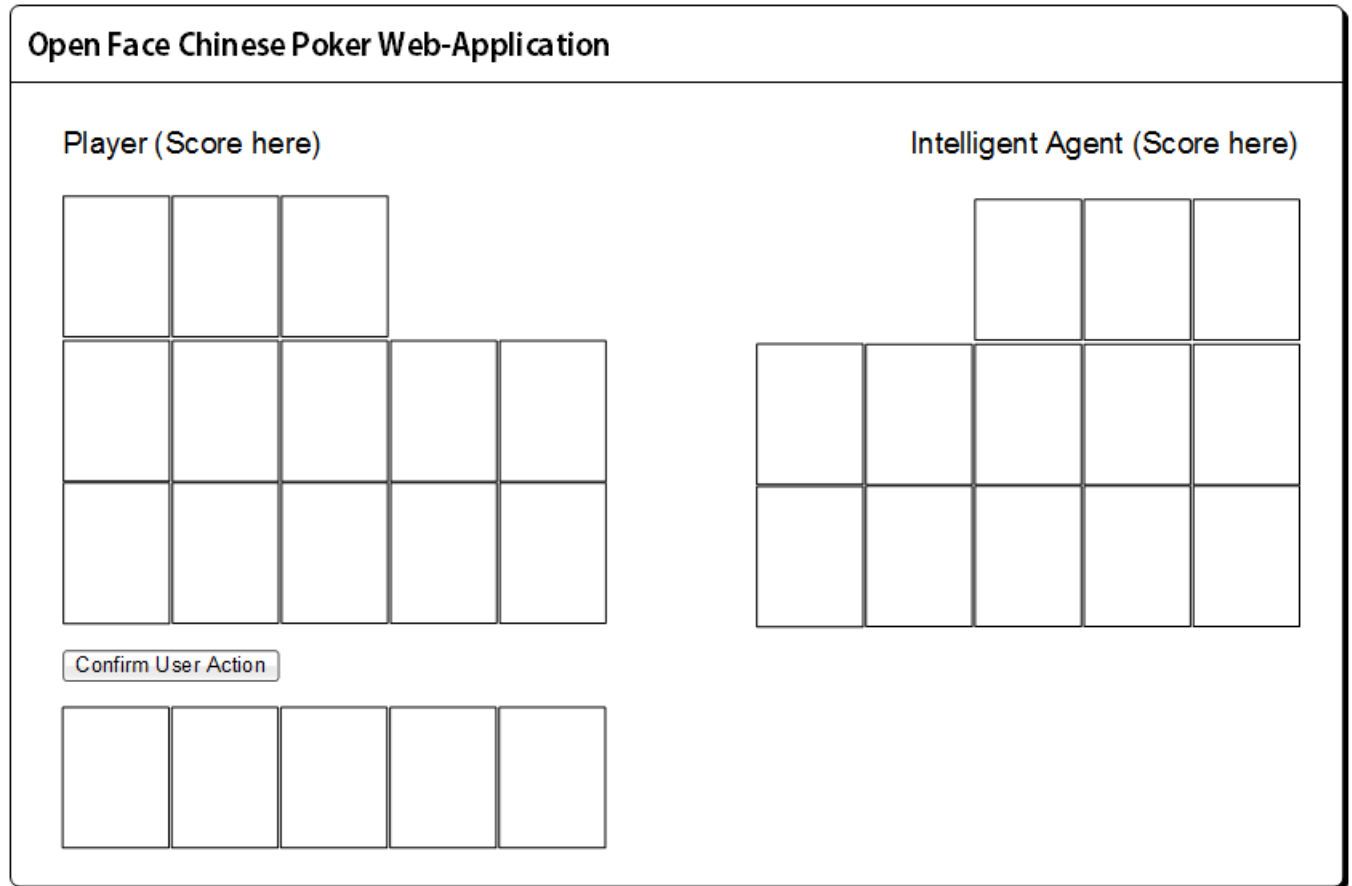 Open Face Chinese Poker Web-Application
Player (Score here)
Intelligent Agent (Score here)
Confirm User Action